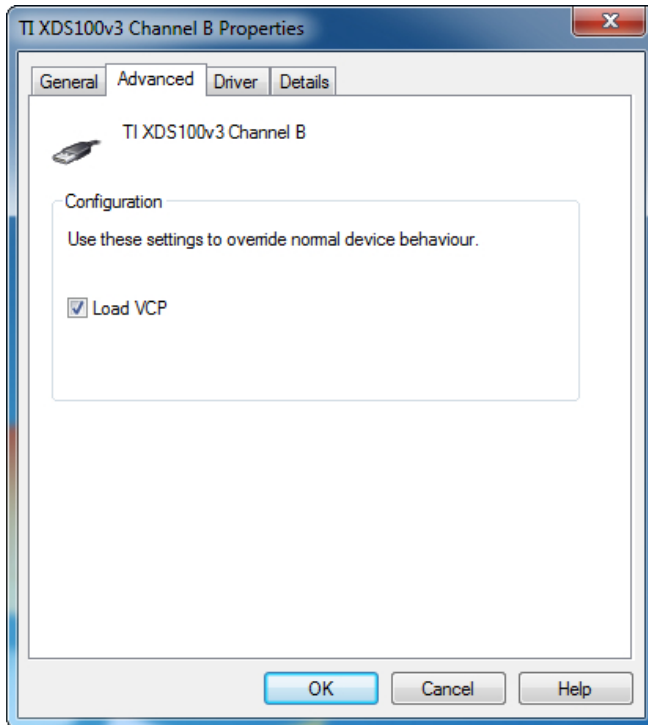 TI XDS100v3 Channel B Properties
General Advanced Driver Details
TI XDS100v3 Channel B
Configuration
Use these settings to override normal device behaviour.
Load VCP
OK Cancel Help